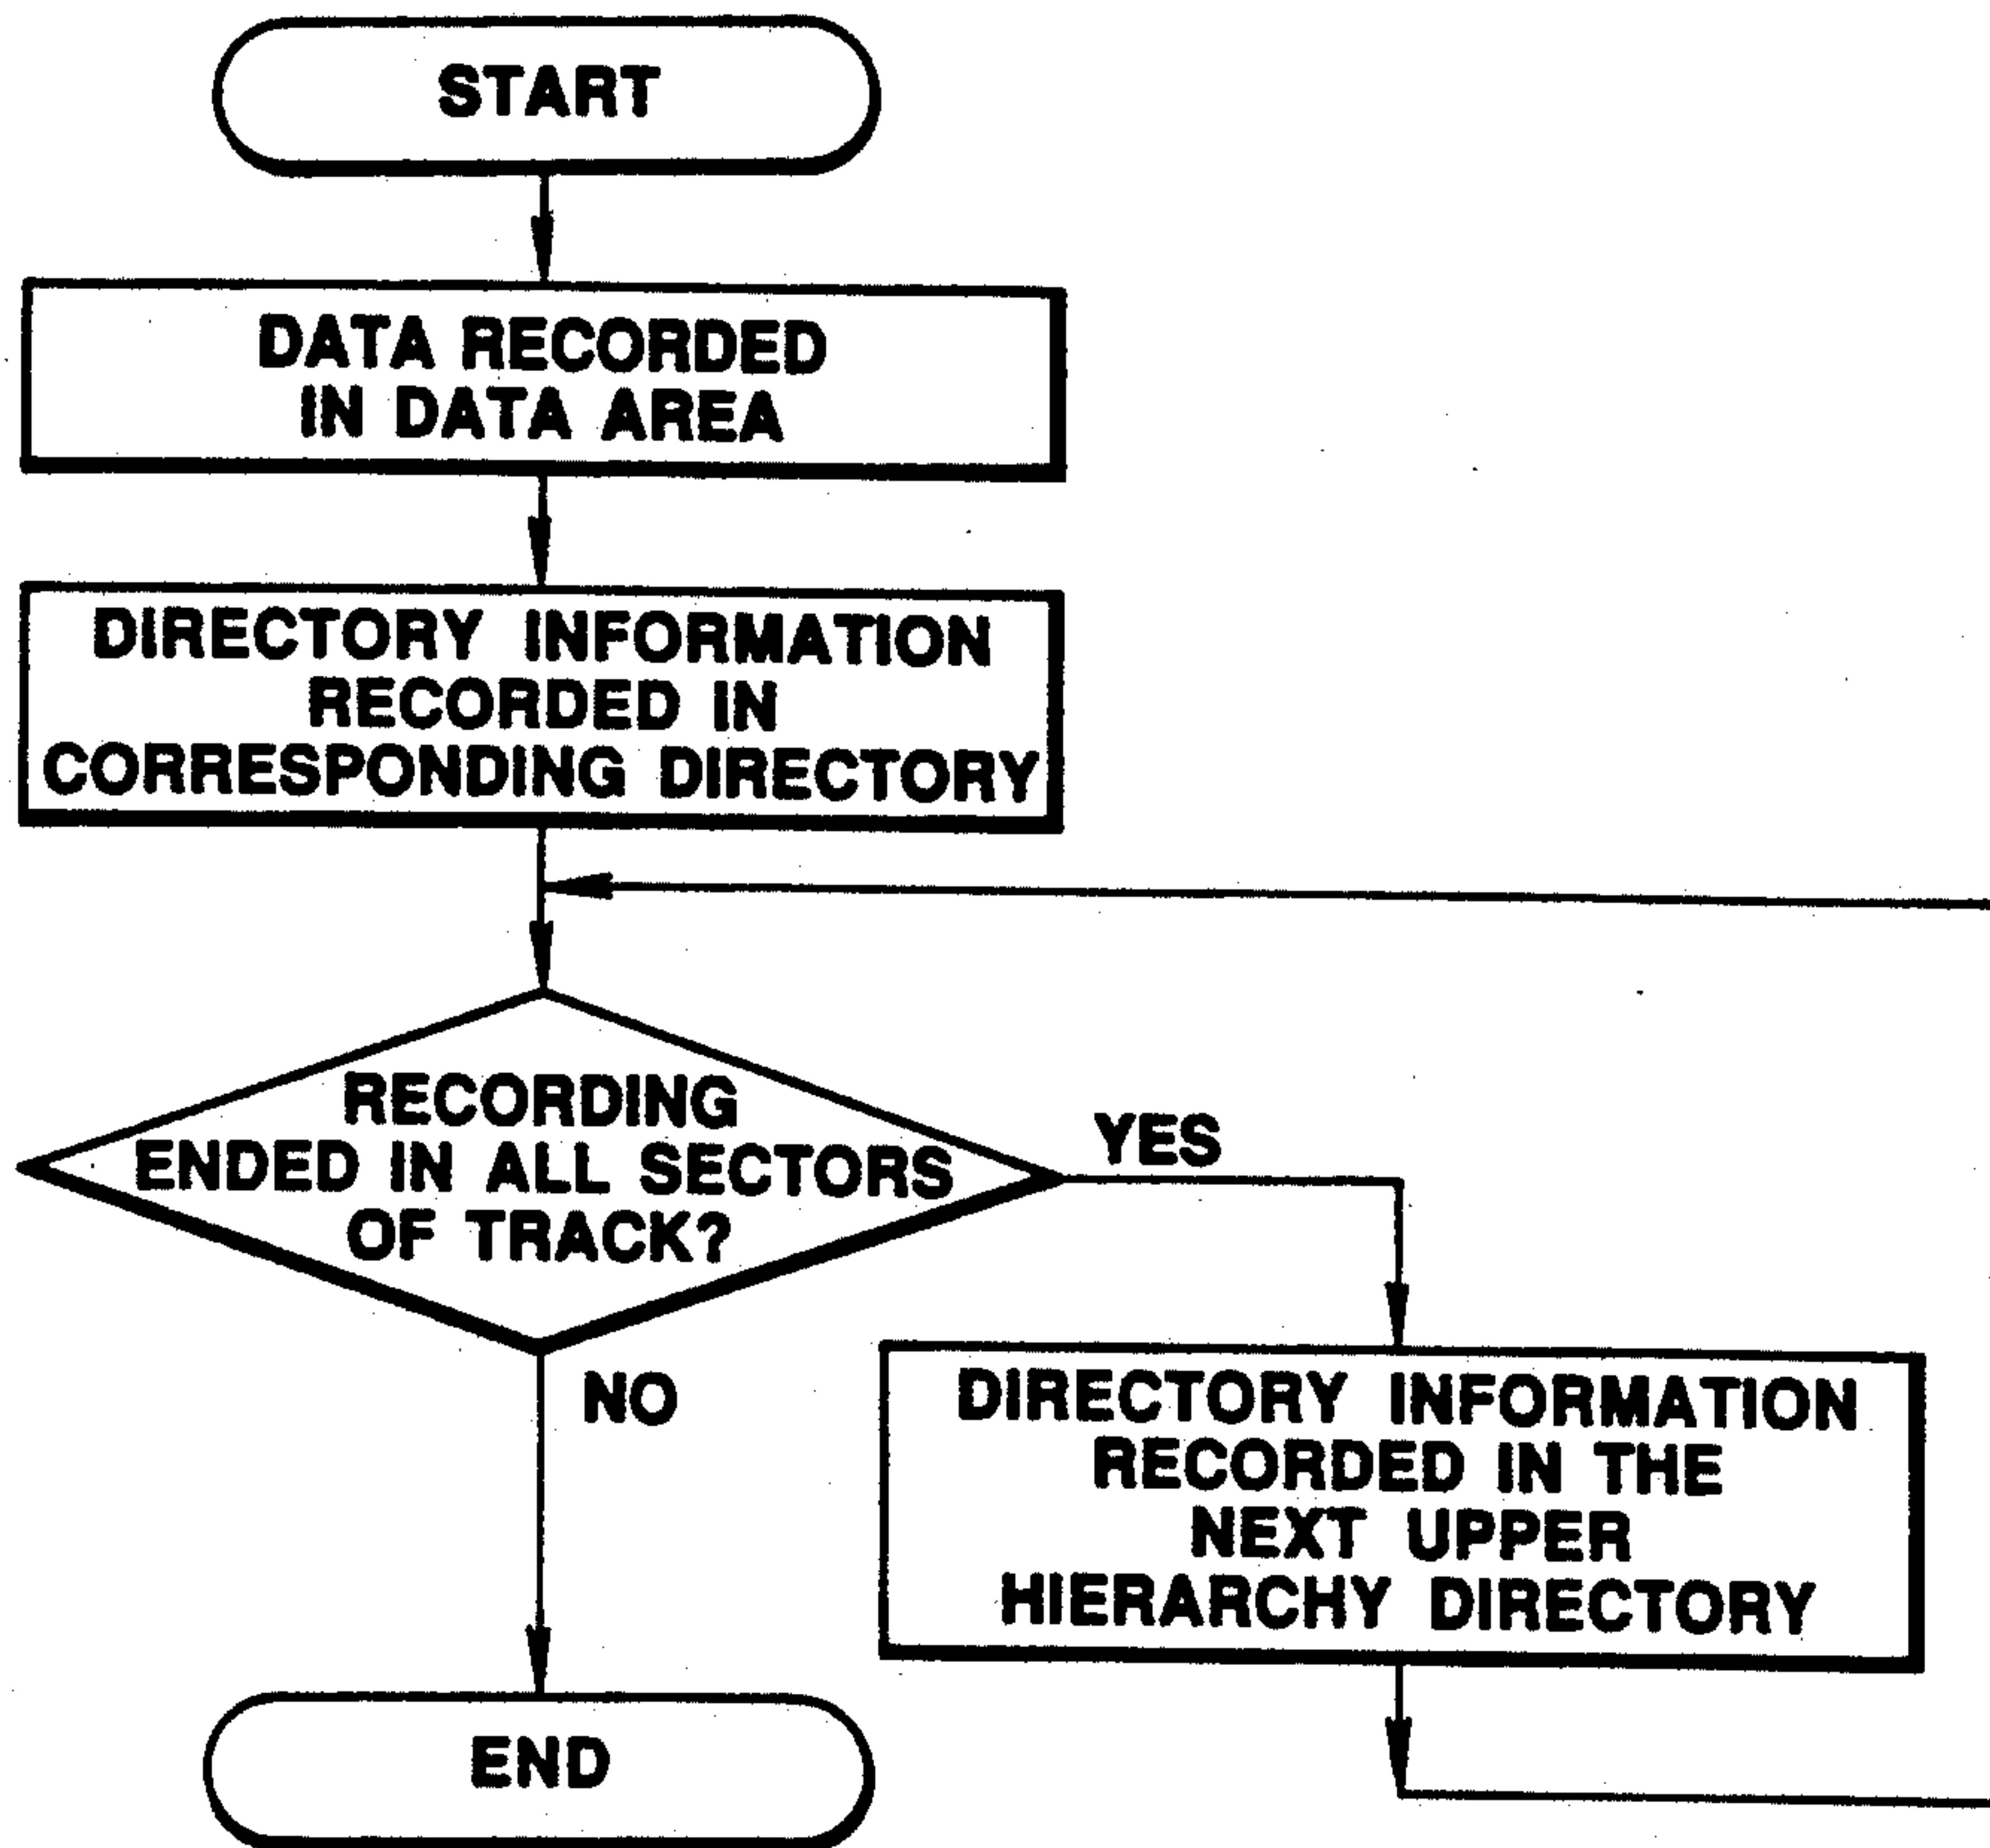 START
DATA RECORDED
IN DATA AREA
DIRECTORY INFORMATION
RECORDED IN
CORRESPONDING DIRECTORY
RECORDING
ENDED IN ALL SECTORS
OF TRACK?
YES
NO
DIRECTORY INFORMATION
RECORDED IN THE
NEXT UPPER
HIERARCHY DIRECTORY
END